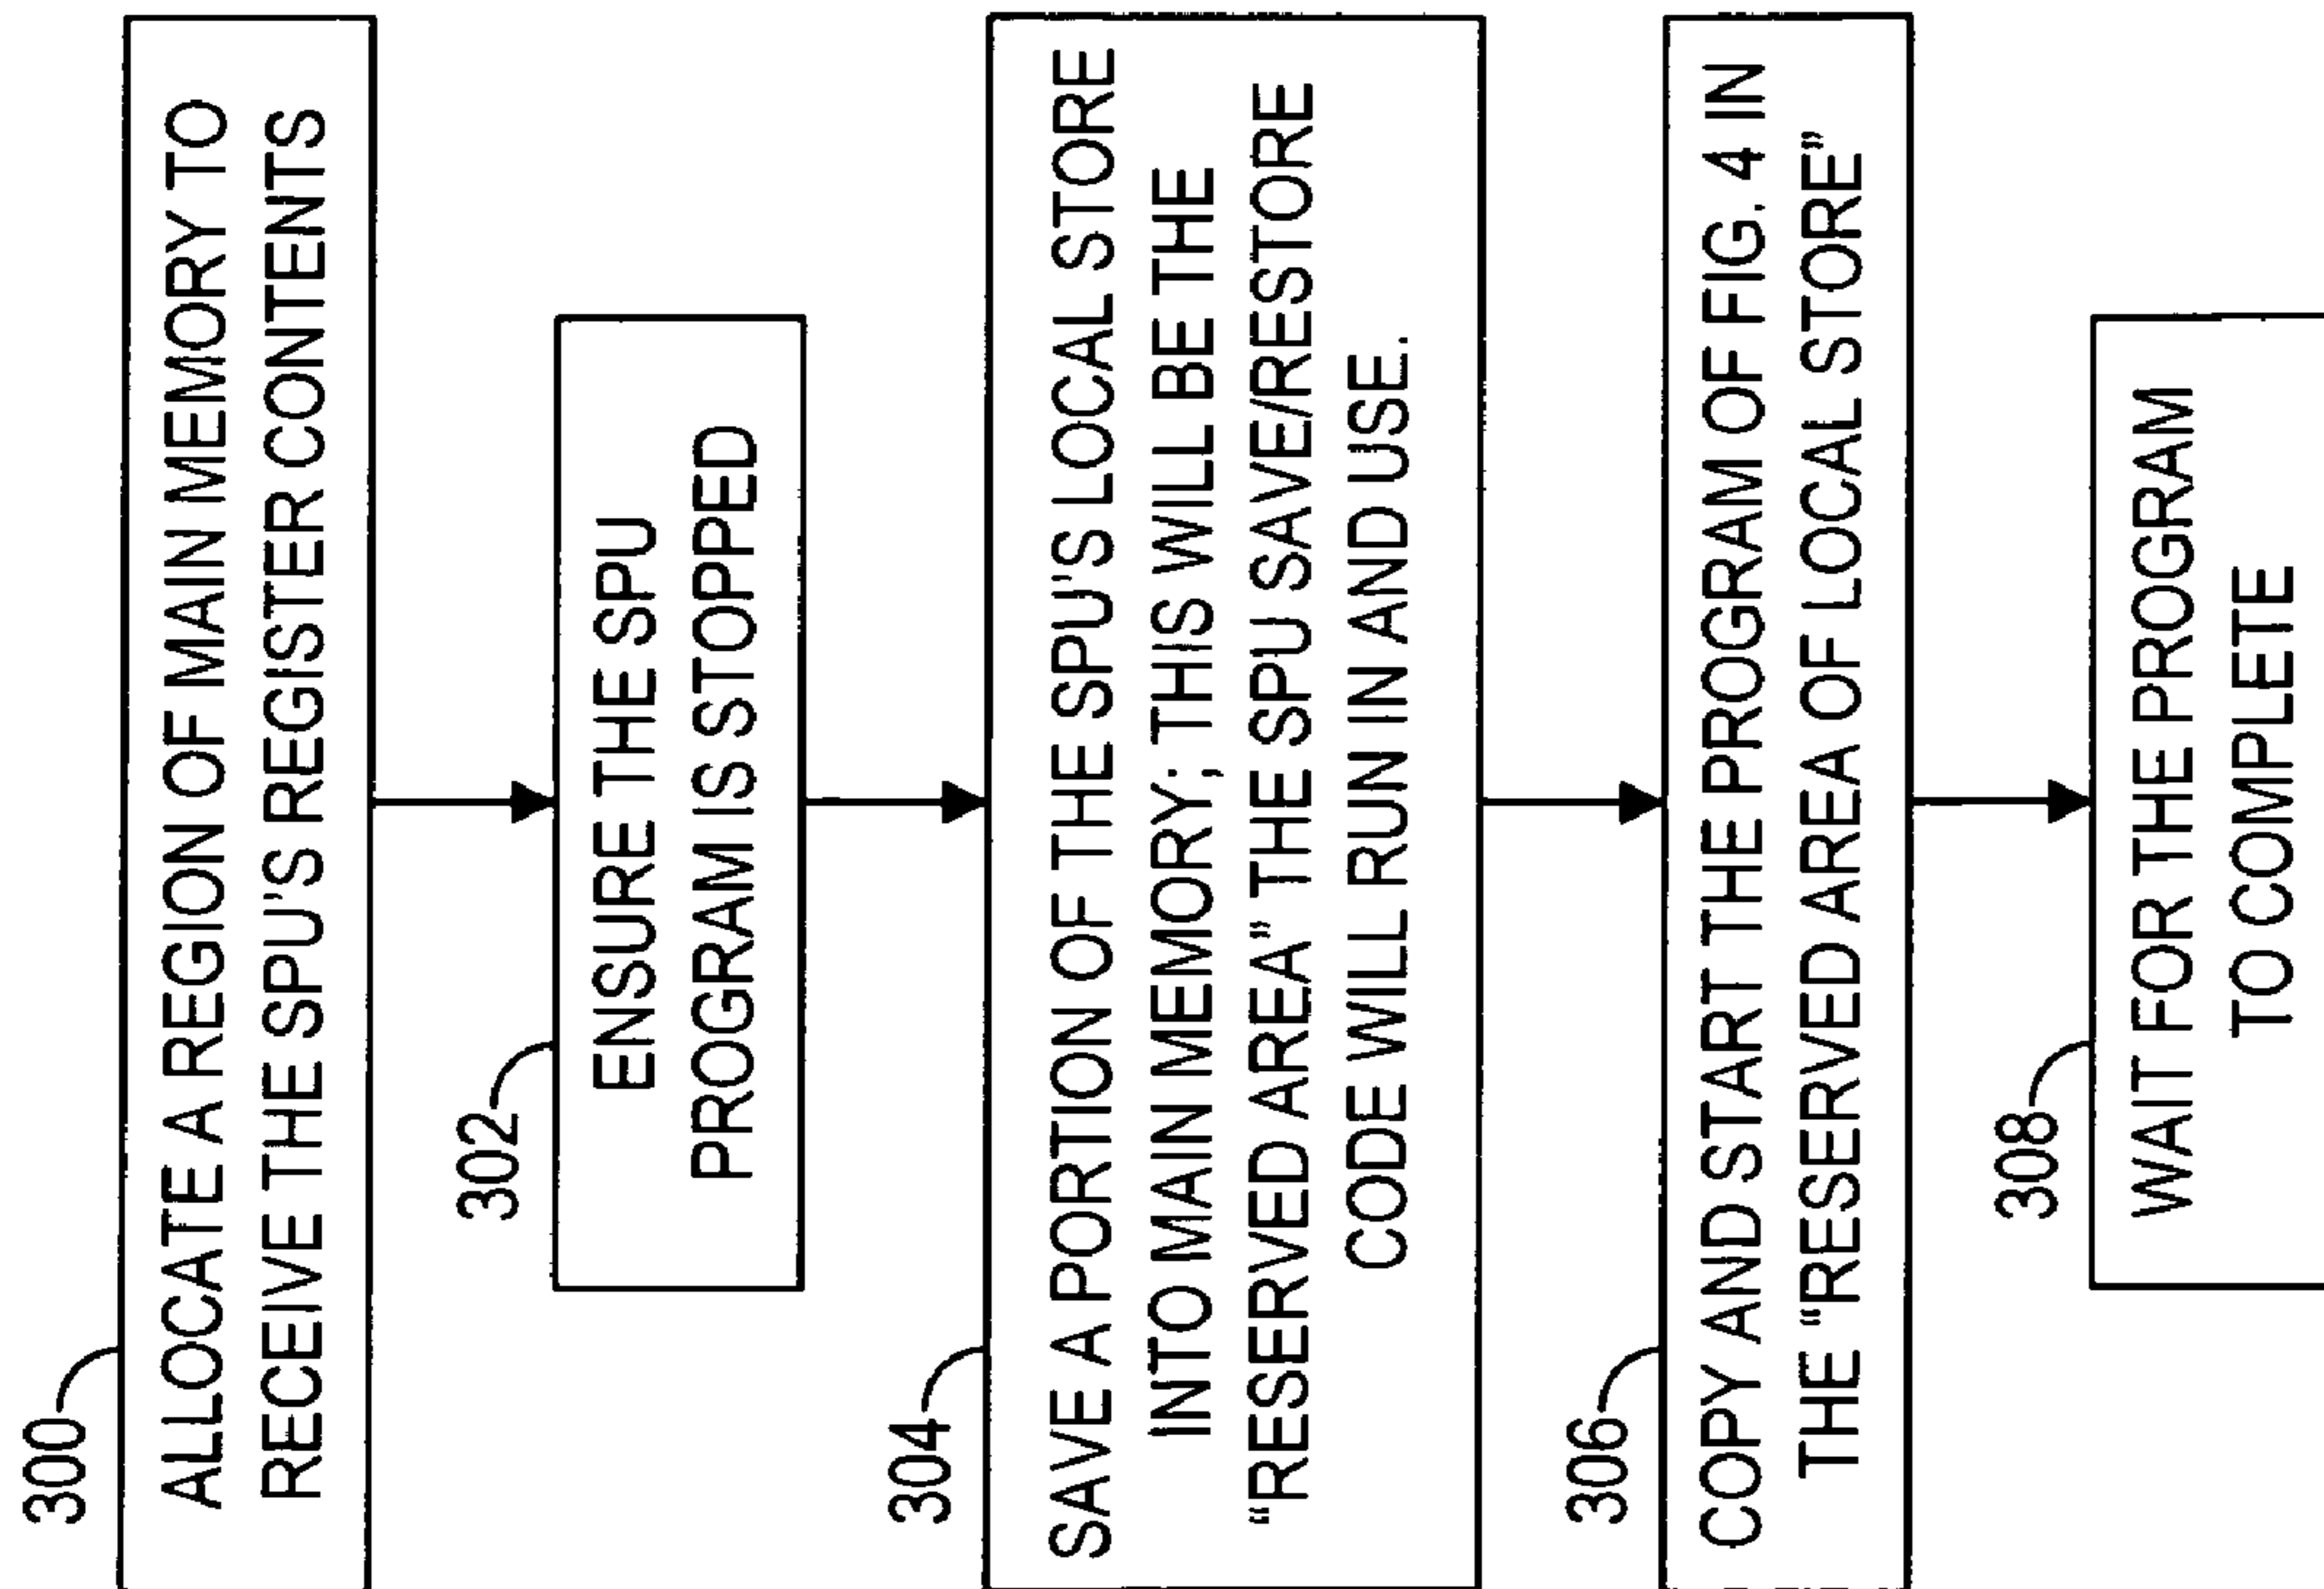 300
ALLOCATE A REGION OF MAIN MEMORY TO
RECEIVE THE SPU'S REGISTER CONTENTS
302
ENSURE THE SPU
PROGRAM IS STOPPED
304
SAVE A PORTION OF THE SPU'S LOCAL STORE
INTO MAIN MEMORY; THIS WILL BE THE
“RESERVED AREA” THE SPU SAVE/RESTORE
CODE WILL RUN IN AND USE.
306
COPY AND START THE PROGRAM OF FIG. 4 IN
THE “RESERVED AREA OF LOCAL STORE”
308
WAIT FOR THE PROGRAM
TO COMPLETE